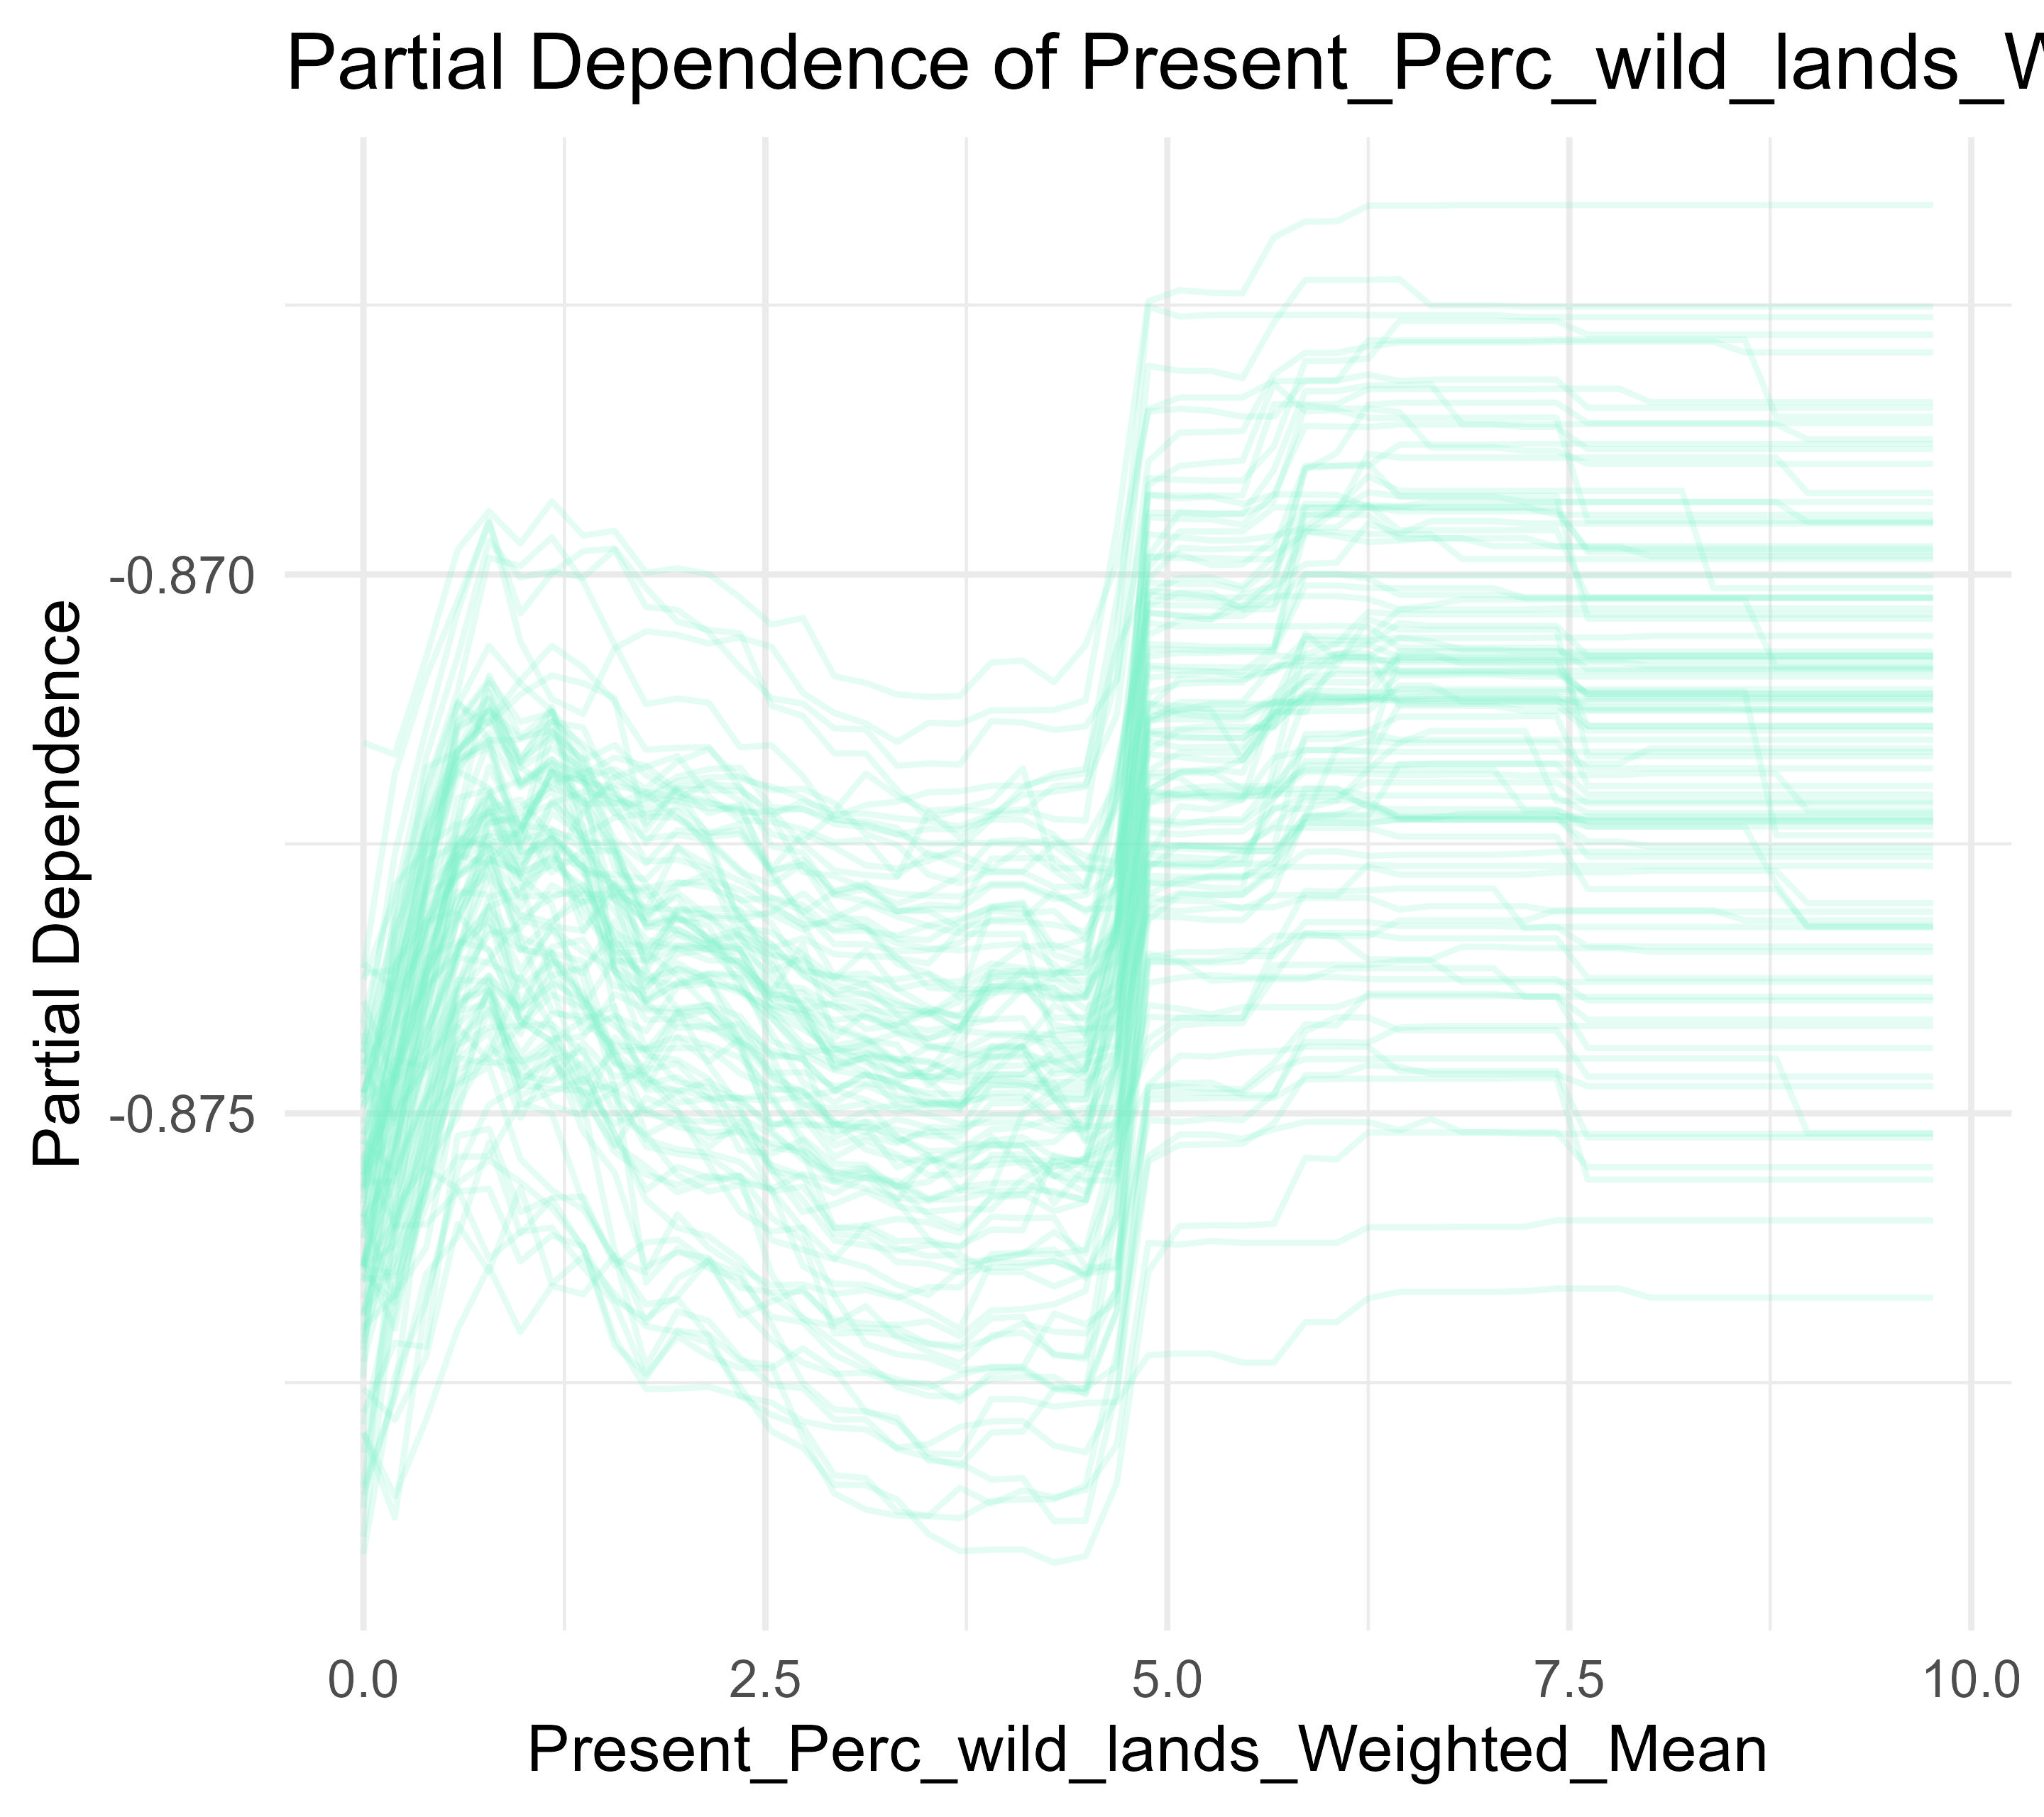 Partial Dependence of Present_Perc_wild_lands_W
Partial Dependence
-0.870
-0.875
0.0 2.5 5.0 7.5 10.0
Present_Perc_wild_lands_Weighted_Mean